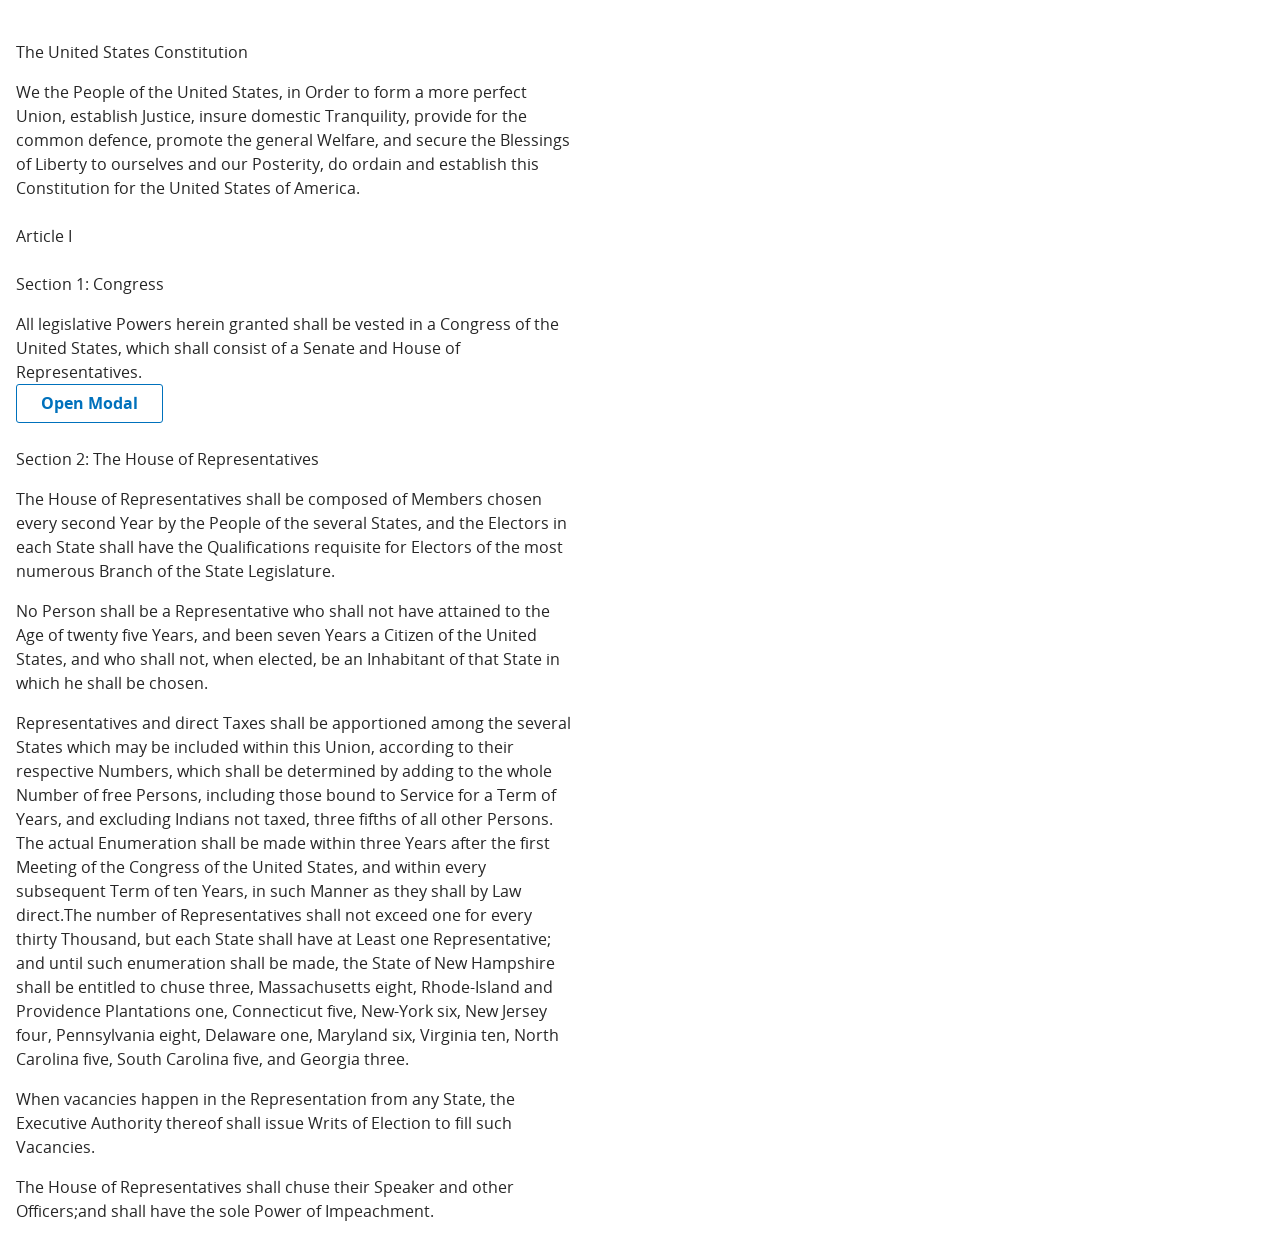 The United States Constitution
We the People of the United States, in Order to form a more perfect
Union, establish Justice, insure domestic Tranquility, provide for the
common defence, promote the general Welfare, and secure the Blessings
of Liberty to ourselves and our Posterity, do ordain and establish this
Constitution for the United States of America.
Article I
Section 1: Congress
All legislative Powers herein granted shall be vested in a Congress of the
United States, which shall consist of a Senate and House of
Representatives.
Open Modal
Section 2: The House of Representatives
The House of Representatives shall be composed of Members chosen
every second Year by the People of the several States, and the Electors in
each State shall have the Qualifications requisite for Electors of the most
numerous Branch of the State Legislature.
No Person shall be a Representative who shall not have attained to the
Age of twenty five Years, and been seven Years a Citizen of the United
States, and who shall not, when elected, be an Inhabitant of that State in
which he shall be chosen.
Representatives and direct Taxes shall be apportioned among the several
States which may be included within this Union, according to their
respective Numbers, which shall be determined by adding to the whole
Number of free Persons, including those bound to Service for a Term of
Years, and excluding Indians not taxed, three fifths of all other Persons.
The actual Enumeration shall be made within three Years after the first
Meeting of the Congress of the United States, and within every
subsequent Term of ten Years, in such Manner as they shall by Law
direct.The number of Representatives shall not exceed one for every
thirty Thousand, but each State shall have at Least one Representative;
and until such enumeration shall be made, the State of New Hampshire
shall be entitled to chuse three, Massachusetts eight, Rhode-Island and
Providence Plantations one, Connecticut five, New-York six, New Jersey
four, Pennsylvania eight, Delaware one, Maryland six, Virginia ten, North
Carolina five, South Carolina five, and Georgia three.
When vacancies happen in the Representation from any State, the
Executive Authority thereof shall issue Writs of Election to fill such
Vacancies.
The House of Representatives shall chuse their Speaker and other
Officers;and shall have the sole Power of Impeachment.